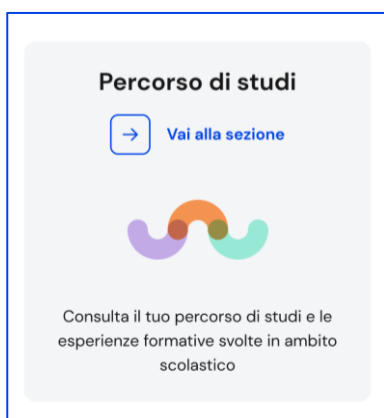 Percorso di studi
Vai alla sezione
Consulta il tuo percorso di studi e le
esperienze formative svolte in ambito
scolastico